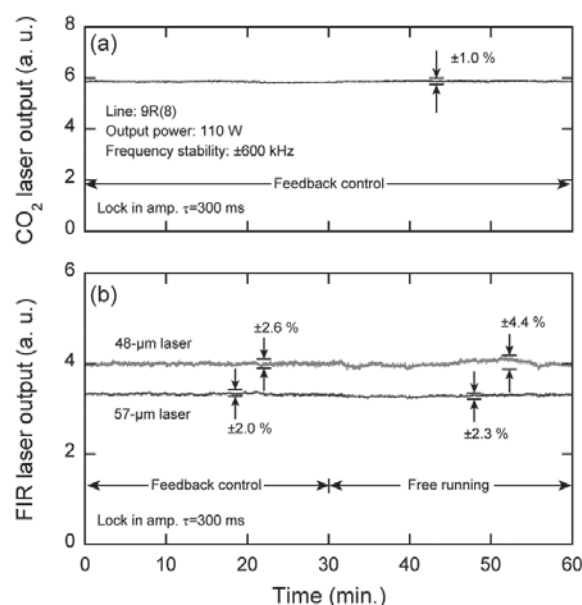 (a)
CO2 laser output (a. u.)
8
6
4
2
0
±1.0 %
Line: 9R(8)
Output power: 110 W
Frequency stability: ±600 kHz
Feedback control
Lock in amp. τ=300 ms
(b)
FIR laser output (a. u.)
6
4
2
0
48-μm laser
±2.6 %
±4.4 %
57-μm laser
±2.0 %
±2.3 %
Feedback control
Free running
Lock in amp. τ=300 ms
0 10 20 30 40 50 60
Time (min.)